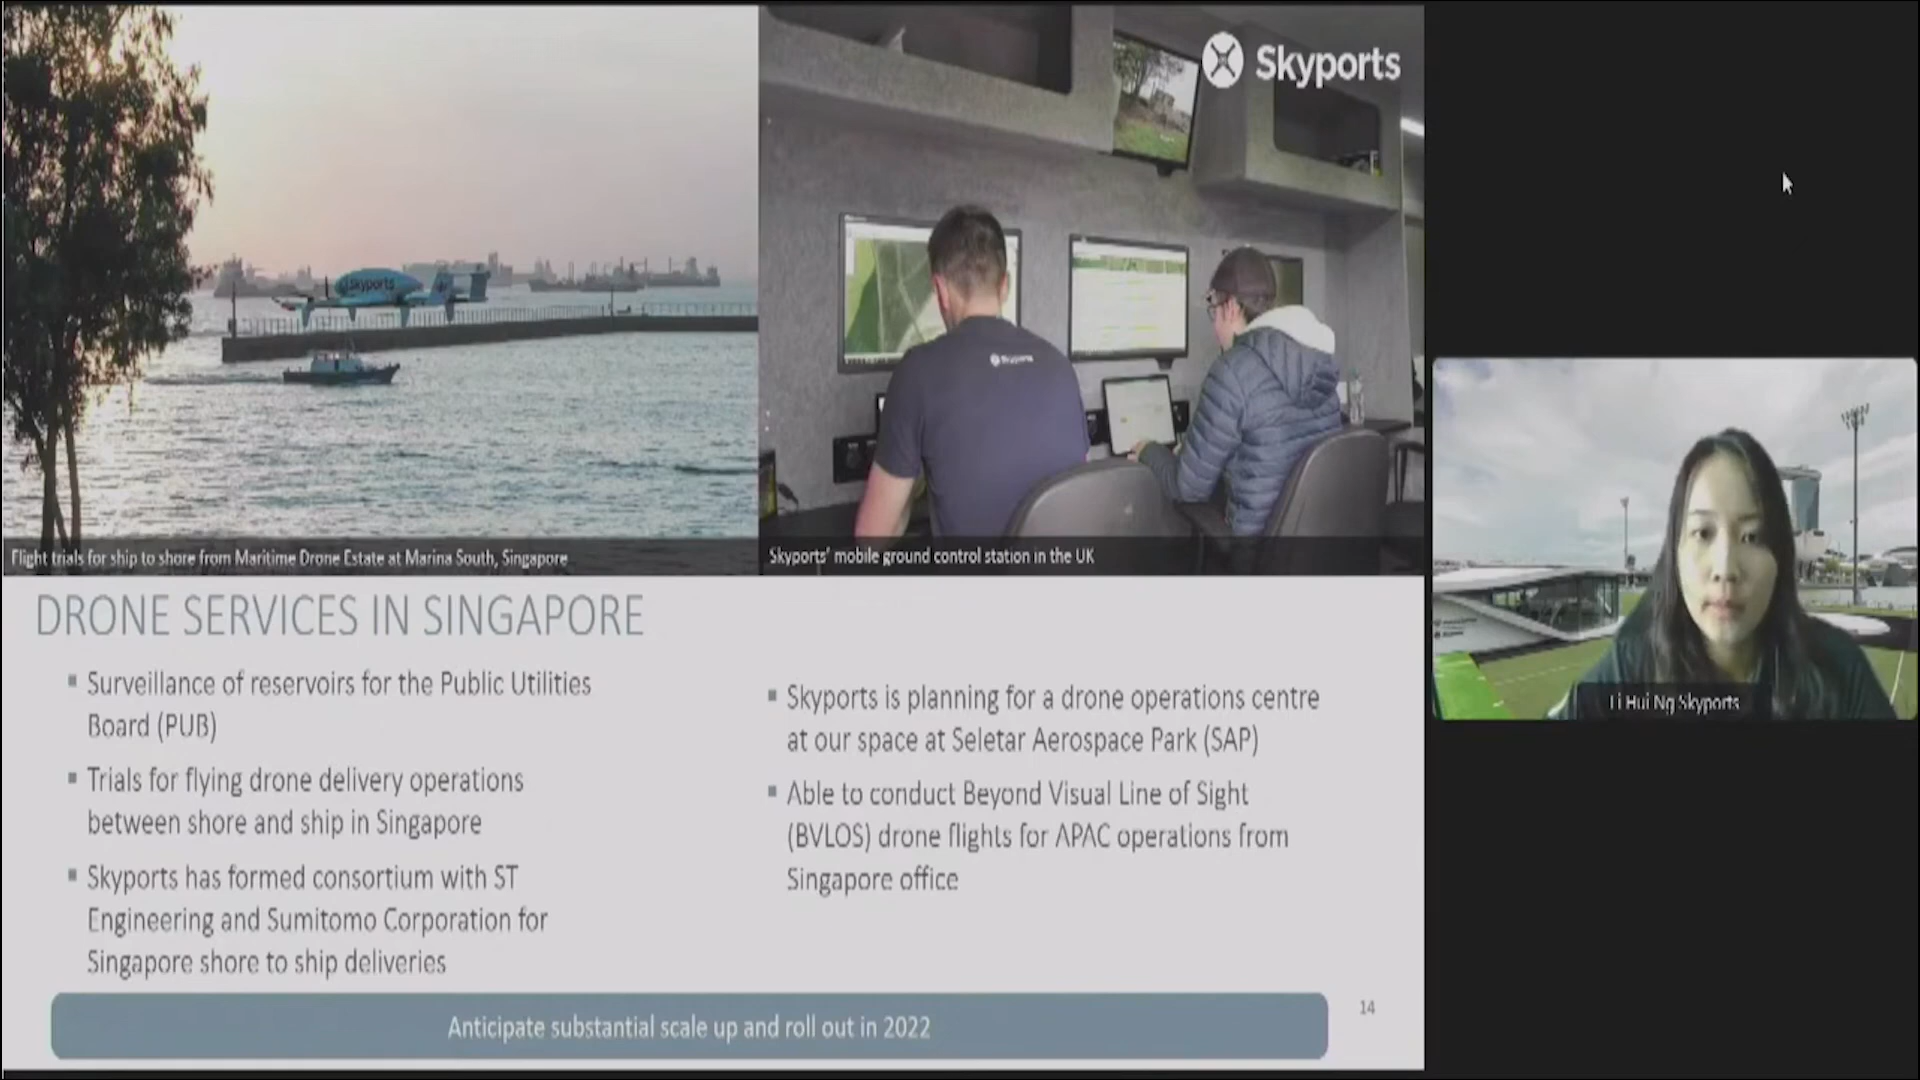 Skyports
Skyports
Skyports
Flight trials for ship to shore from Maritime Drone Estate at Marina South, Singapore
Skyports' mobile ground control station in the UK
DRONE SERVICES IN SINGAPORE
Surveillance of reservoirs for the Public Utilities
Board (PUB)
Trials for flying drone delivery operations
between shore and ship in Singapore
Skyports has formed consortium with ST
Engineering and Sumitomo Corporation for
Singapore shore to ship deliveries
Skyports is planning for a drone operations centre
at our space at Seletar Aerospace Park (SAP)
Able to conduct Beyond Visual Line of Sight
(BVLOS) drone flights for APAC operations from
Singapore office
Anticipate substantial scale up and roll out in 2022
14
Li Hui Ng Skyports